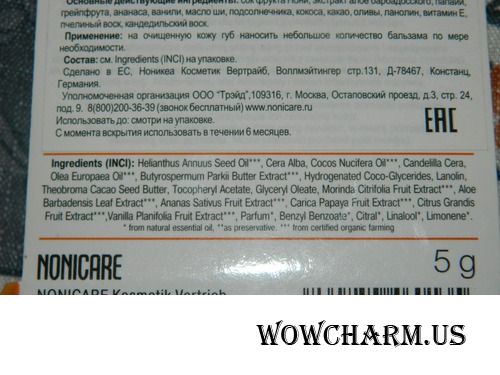 Основные действующие ингредиенты: сок фрукта Нони, экстракт алоэ барбадосского, папайи,
грейпфрута, ананаса, ванили, масло ши, подсолнечника, кокоса, какао, оливы, ланолин, витамин Е,
пчелиный воск, кандедильский воск.
Применение: на очищенную кожу губ наносить небольшое количество бальзама по мере
необходимости.
Состав: см. Ingredients (INCI) на упаковке.
Сделано в ЕС,Ноникеа Косметик Вертрайб, Воллмэйтингер стр.131, Д-78467, Констанц,
Германия.
Уполномоченная организация ООО "Трэйд",109316, г. Москва, Остаповский проезд, д.3, стр. 24,
под. 9. 8(800)200-36-39 (звонок бесплатный) www.nonicare.ru
Использовать до: смотри на упаковке.
С момента вскрытия использовать в течении 6 месяцев.
EAC
Ingredients (INCI): Helianthus Annuus Seed Oil***, Cera Alba, Cocos Nucifera Oil***, Candelilla Cera,
Olea Europaea Oil***, Butyrospermum Parkii Butter Extract***, Hydrogenated Coco-Glycerides, Lanolin,
Theobroma Cacao Seed Butter, Tocopheryl Acetate, Glyceryl Oleate, Morinda Citrifolia Fruit Extract***, Aloe
Barbadensis Leaf Extract***, Ananas Sativus Fruit Extract***, Carica Papaya Fruit Extract***, Citrus Grandis
Fruit Extract***,Vanilla Planifolia Fruit Extract***, Parfum*, Benzyl Benzoate*, Citral*, Linalool*, Limonene*.
* from natural essential oil, **as preservative. *** from certified organic farming
NONICARE 5 g
NONICARE Kosmetik Vertrieb
WOWCHARM.US